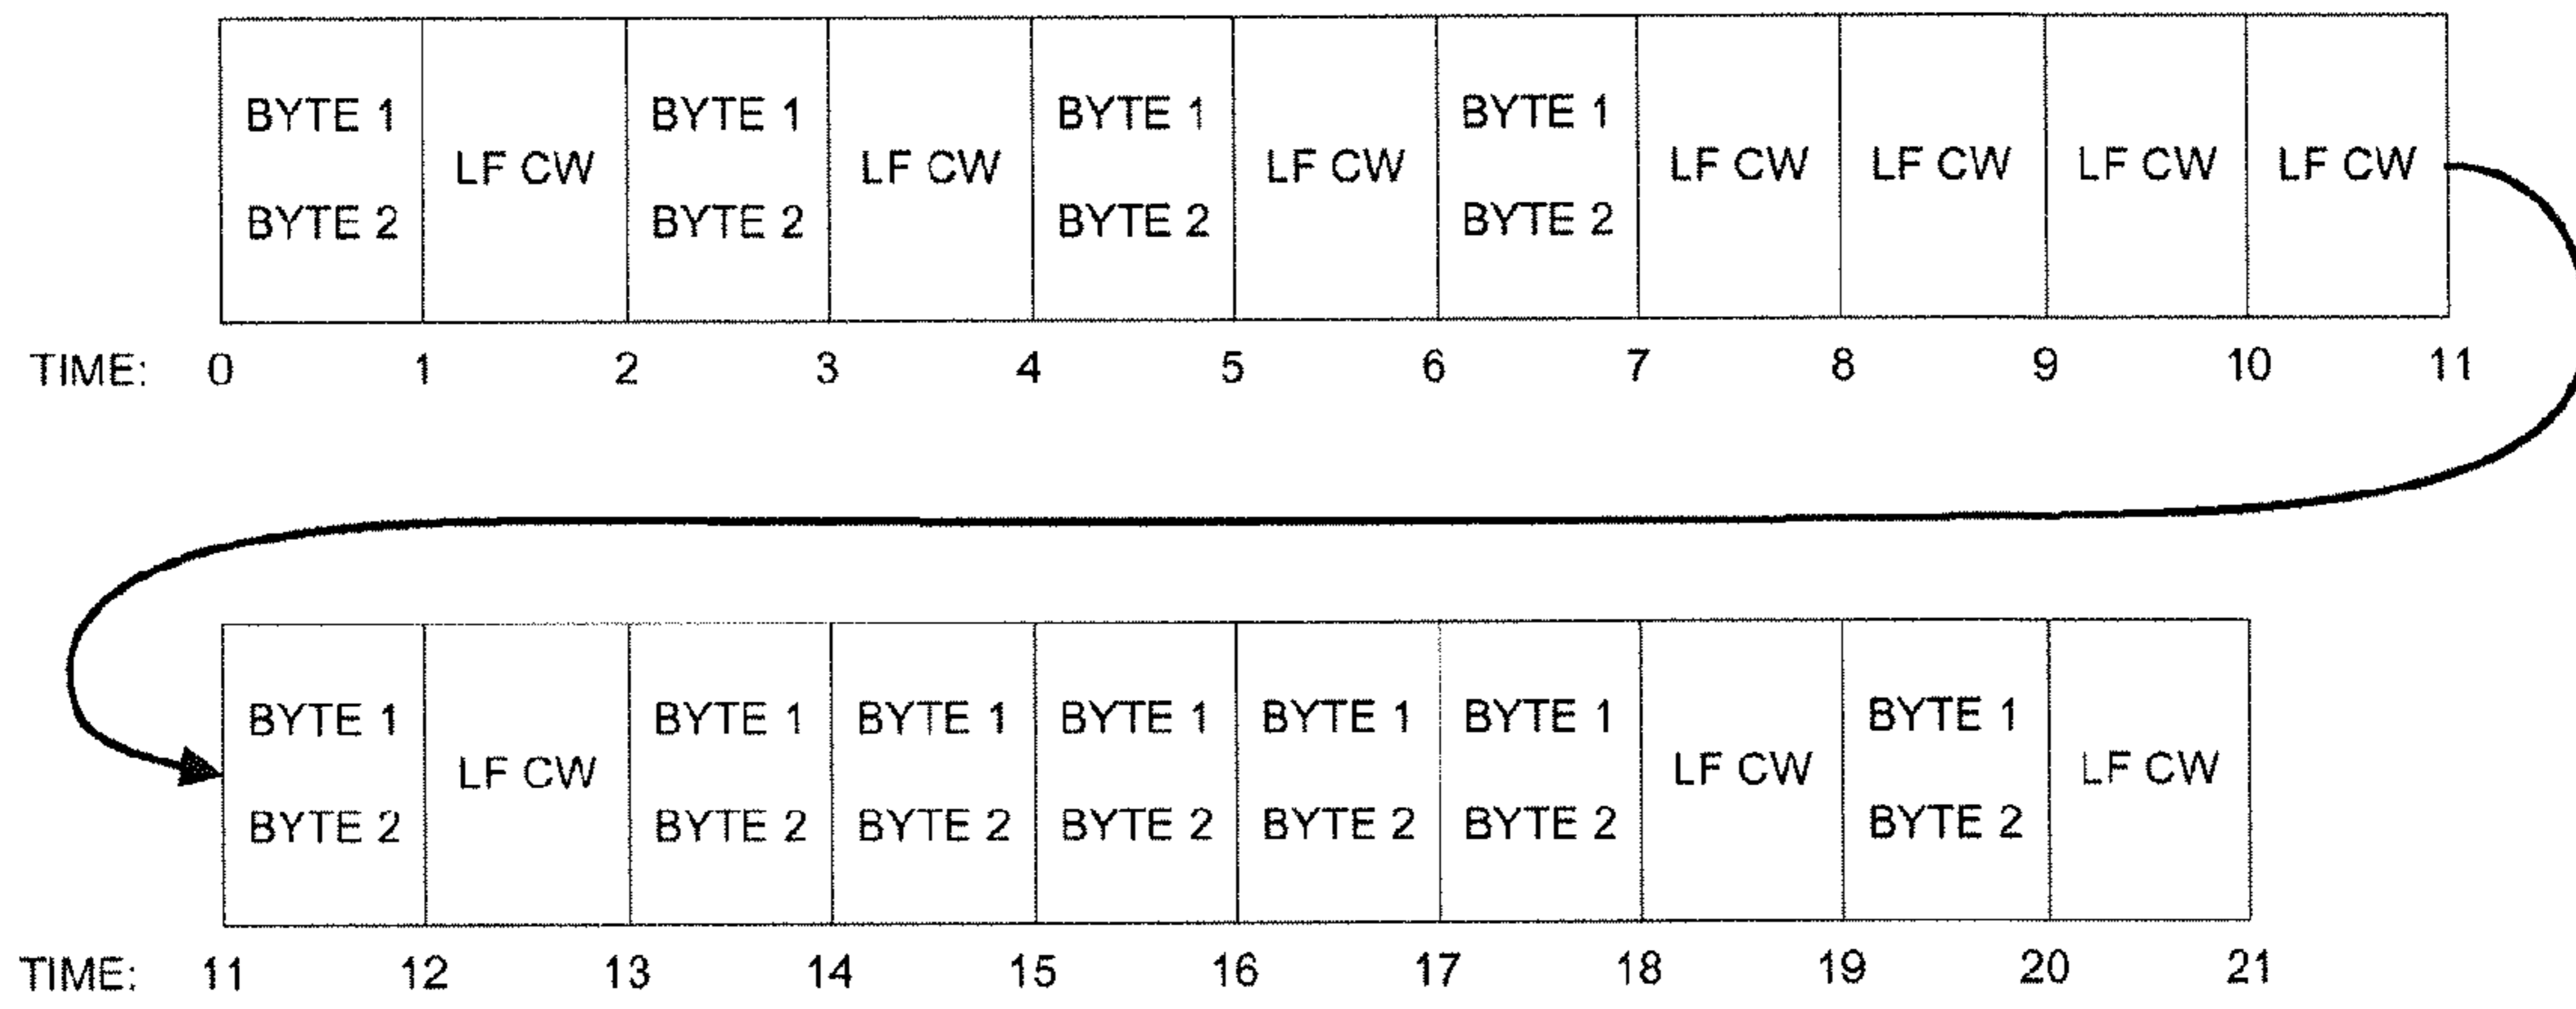 BYTE 1 BYTE 1 BYTE 1 BYTE 1
LF CW LF CW LF CW LF CW LF CW LF CW LF CW
BYTE 2 BYTE 2 BYTE 2 BYTE 2
TIME: 0 1 2 3 4 5 6 7 8 9 10 11
BYTE 1 BYTE 1 BYTE 1 BYTE 1 BYTE 1 BYTE 1 BYTE 1
LF CW LF CW LF CW
BYTE 2 BYTE 2 BYTE 2 BYTE 2 BYTE 2 BYTE 2 BYTE 2
TIME: 11 12 13 14 15 16 17 18 19 20 21